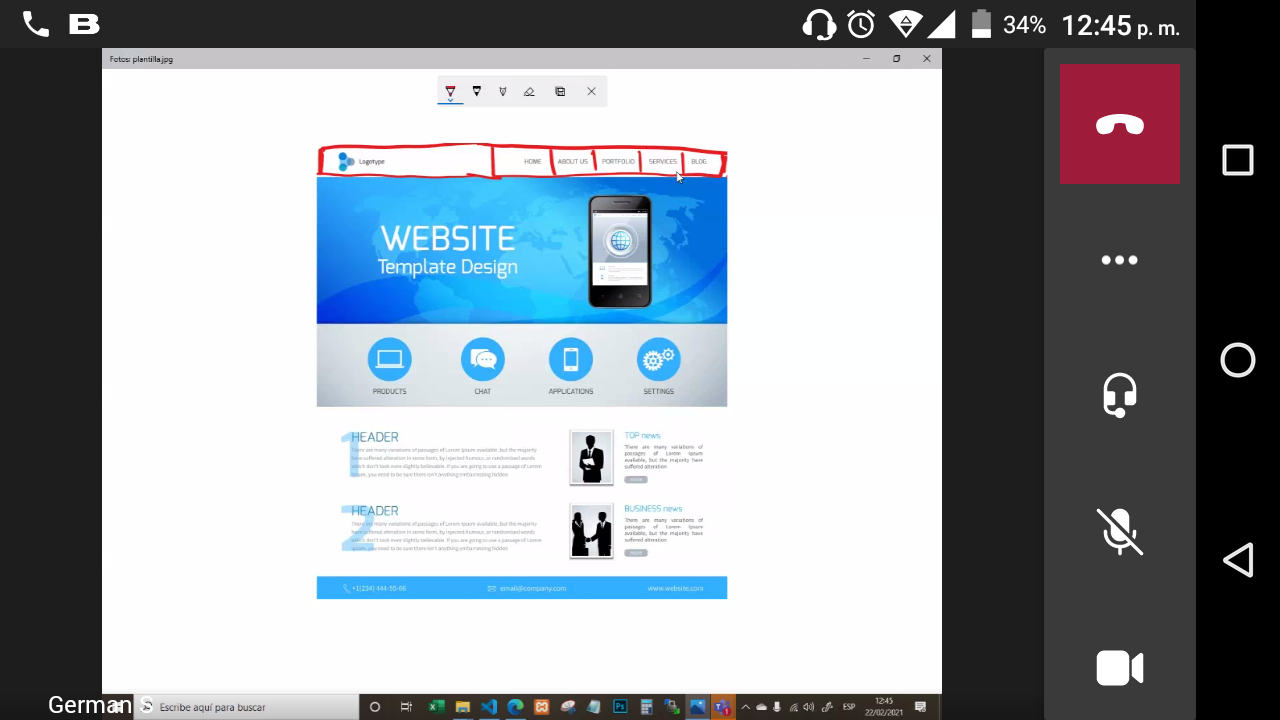 B
34% 12:45 p. m.
Fotos: plantilla.jpg
Logotype
HOME ABOUT US PORTFOLIO SERVICES BLOG
WEBSITE
Template Design
PRODUCTS CHAT APPLICATIONS SETTINGS
1 HEADER
There are many variations of passages of Lorem Ipsum available, but the majority
have suffered alteration in some form, by injected humour, or randomised words
which don't look even slightly believable. If you are going to use a passage of Lorem
Ipsum, you need to be sure there isn't anything embarrassing hidden
TOP news
There are many variations of
passages of Lorem Ipsum
available, but the majority have
suffered alteration
more
2 HEADER
There are many variations of passages of Lorem Ipsum available, but the majority
have suffered alteration in some form, by injected humour, or randomised words
which don't look even slightly believable. If you are going to use a passage of Lorem
Ipsum, you need to be sure there isn't anything embarrassing hidden
BUSINESS news
There are many variations of
passages of Lorem Ipsum
available, but the majority have
suffered alteration
more
+1(234) 444-55-66 email@company.com www.website.com
German S
Escribe aquí para buscar
Ps
ESP
12:45
22/02/2021